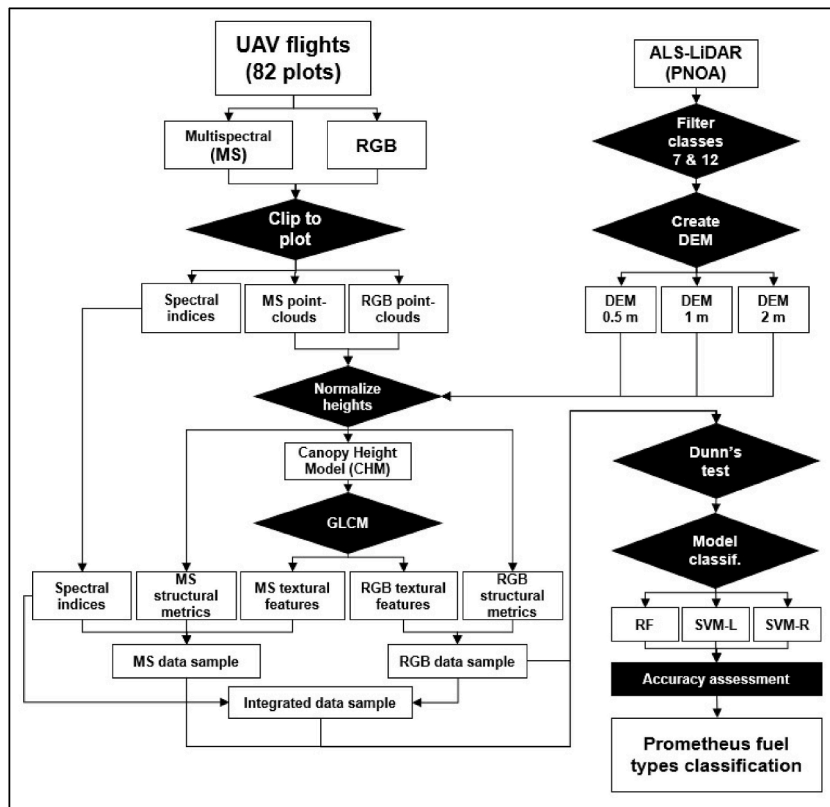 UAV flights
(82 plots)
ALS-LiDAR
(PNOA)
Multispectral
(MS)
RGB
Filter
classes
7 & 12
Clip to
plot
Create
DEM
Spectral
indices
MS point-
clouds
RGB point-
clouds
DEM
0.5 m
DEM
1 m
DEM
2 m
Normalize
heights
Canopy Height
Model (CHM)
Dunn's
test
GLCM
Model
classif.
Spectral
indices
MS
structural
metrics
MS textural
features
RGB textural
features
RGB
structural
metrics
RF
SVM-L
SVM-R
MS data sample
RGB data sample
Accuracy assessment
Integrated data sample
Prometheus fuel
types classification